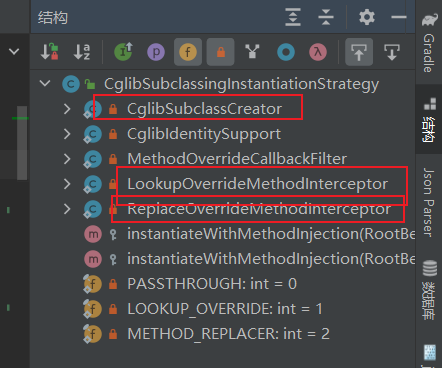 结构
CglibSubclassingInstantiationStrategy
CglibSubclassCreator
CglibIdentitySupport
MethodOverrideCallbackFilter
LookupOverrideMethodInterceptor
ReplaceOverrideMethodInterceptor
instantiateWithMethodInjection(RootBe
instantiateWithMethodInjection(RootBe
PASSTHROUGH: int = 0
LOOKUP_OVERRIDE: int = 1
METHOD_REPLACER: int = 2
Gradle
结构
Json Parser
数据库